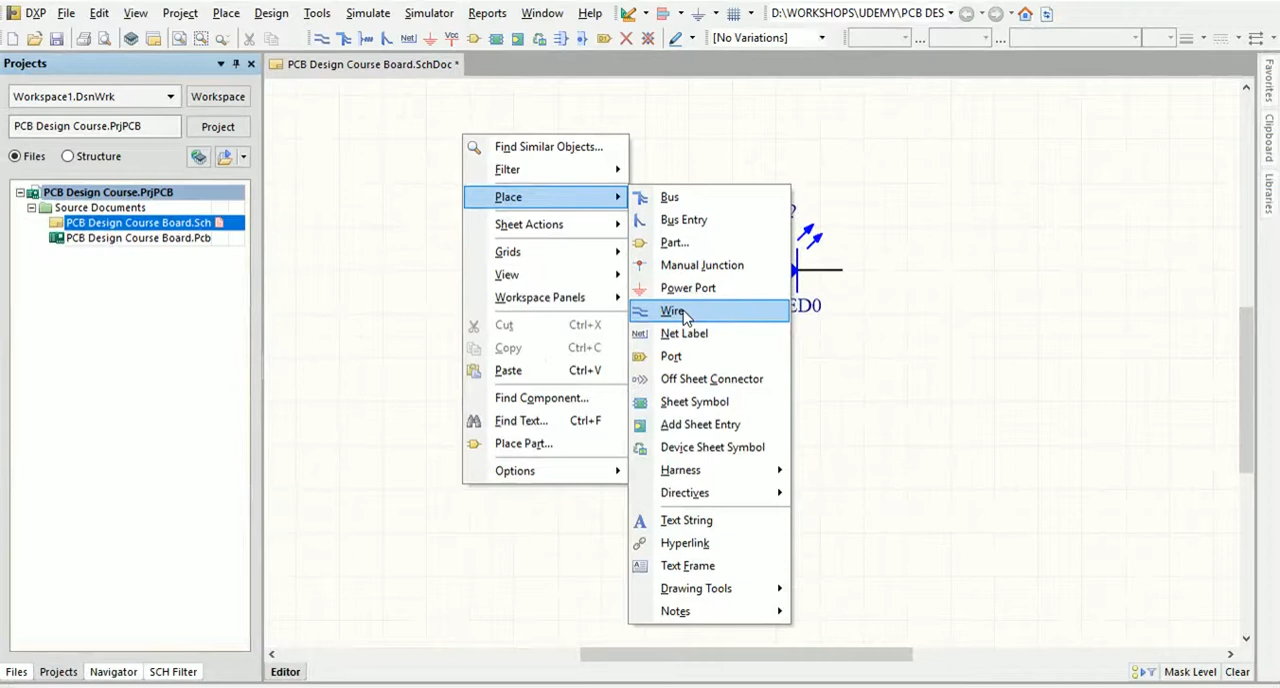 DXP File Edit View Project Place Design Tools Simulate Simulator Reports Window Help D:\WORKSHOPS\UDEMY\PCB DES
Net Vcc [No Variations] ... ...
Projects
PCB Design Course Board.SchDoc *
Workspace1.DsnWrk Workspace
PCB Design Course.PrjPCB Project
Files Structure
PCB Design Course.PrjPCB
Source Documents
PCB Design Course Board.Sch
PCB Design Course Board.Pcb
Files Projects Navigator SCH Filter
Find Similar Objects...
Filter
Place
Sheet Actions
Grids
View
Workspace Panels
Cut Ctrl+X
Copy Ctrl+C
Paste Ctrl+V
Find Component...
Find Text... Ctrl+F
Place Part...
Options
Bus
Bus Entry
Part...
Manual Junction
Power Port
Wire
Net Label
Port
Off Sheet Connector
Sheet Symbol
Add Sheet Entry
Device Sheet Symbol
Harness
Directives
Text String
Hyperlink
Text Frame
Drawing Tools
Notes
?
ED0
Favorites
Clipboard
Libraries
Editor
Mask Level Clear